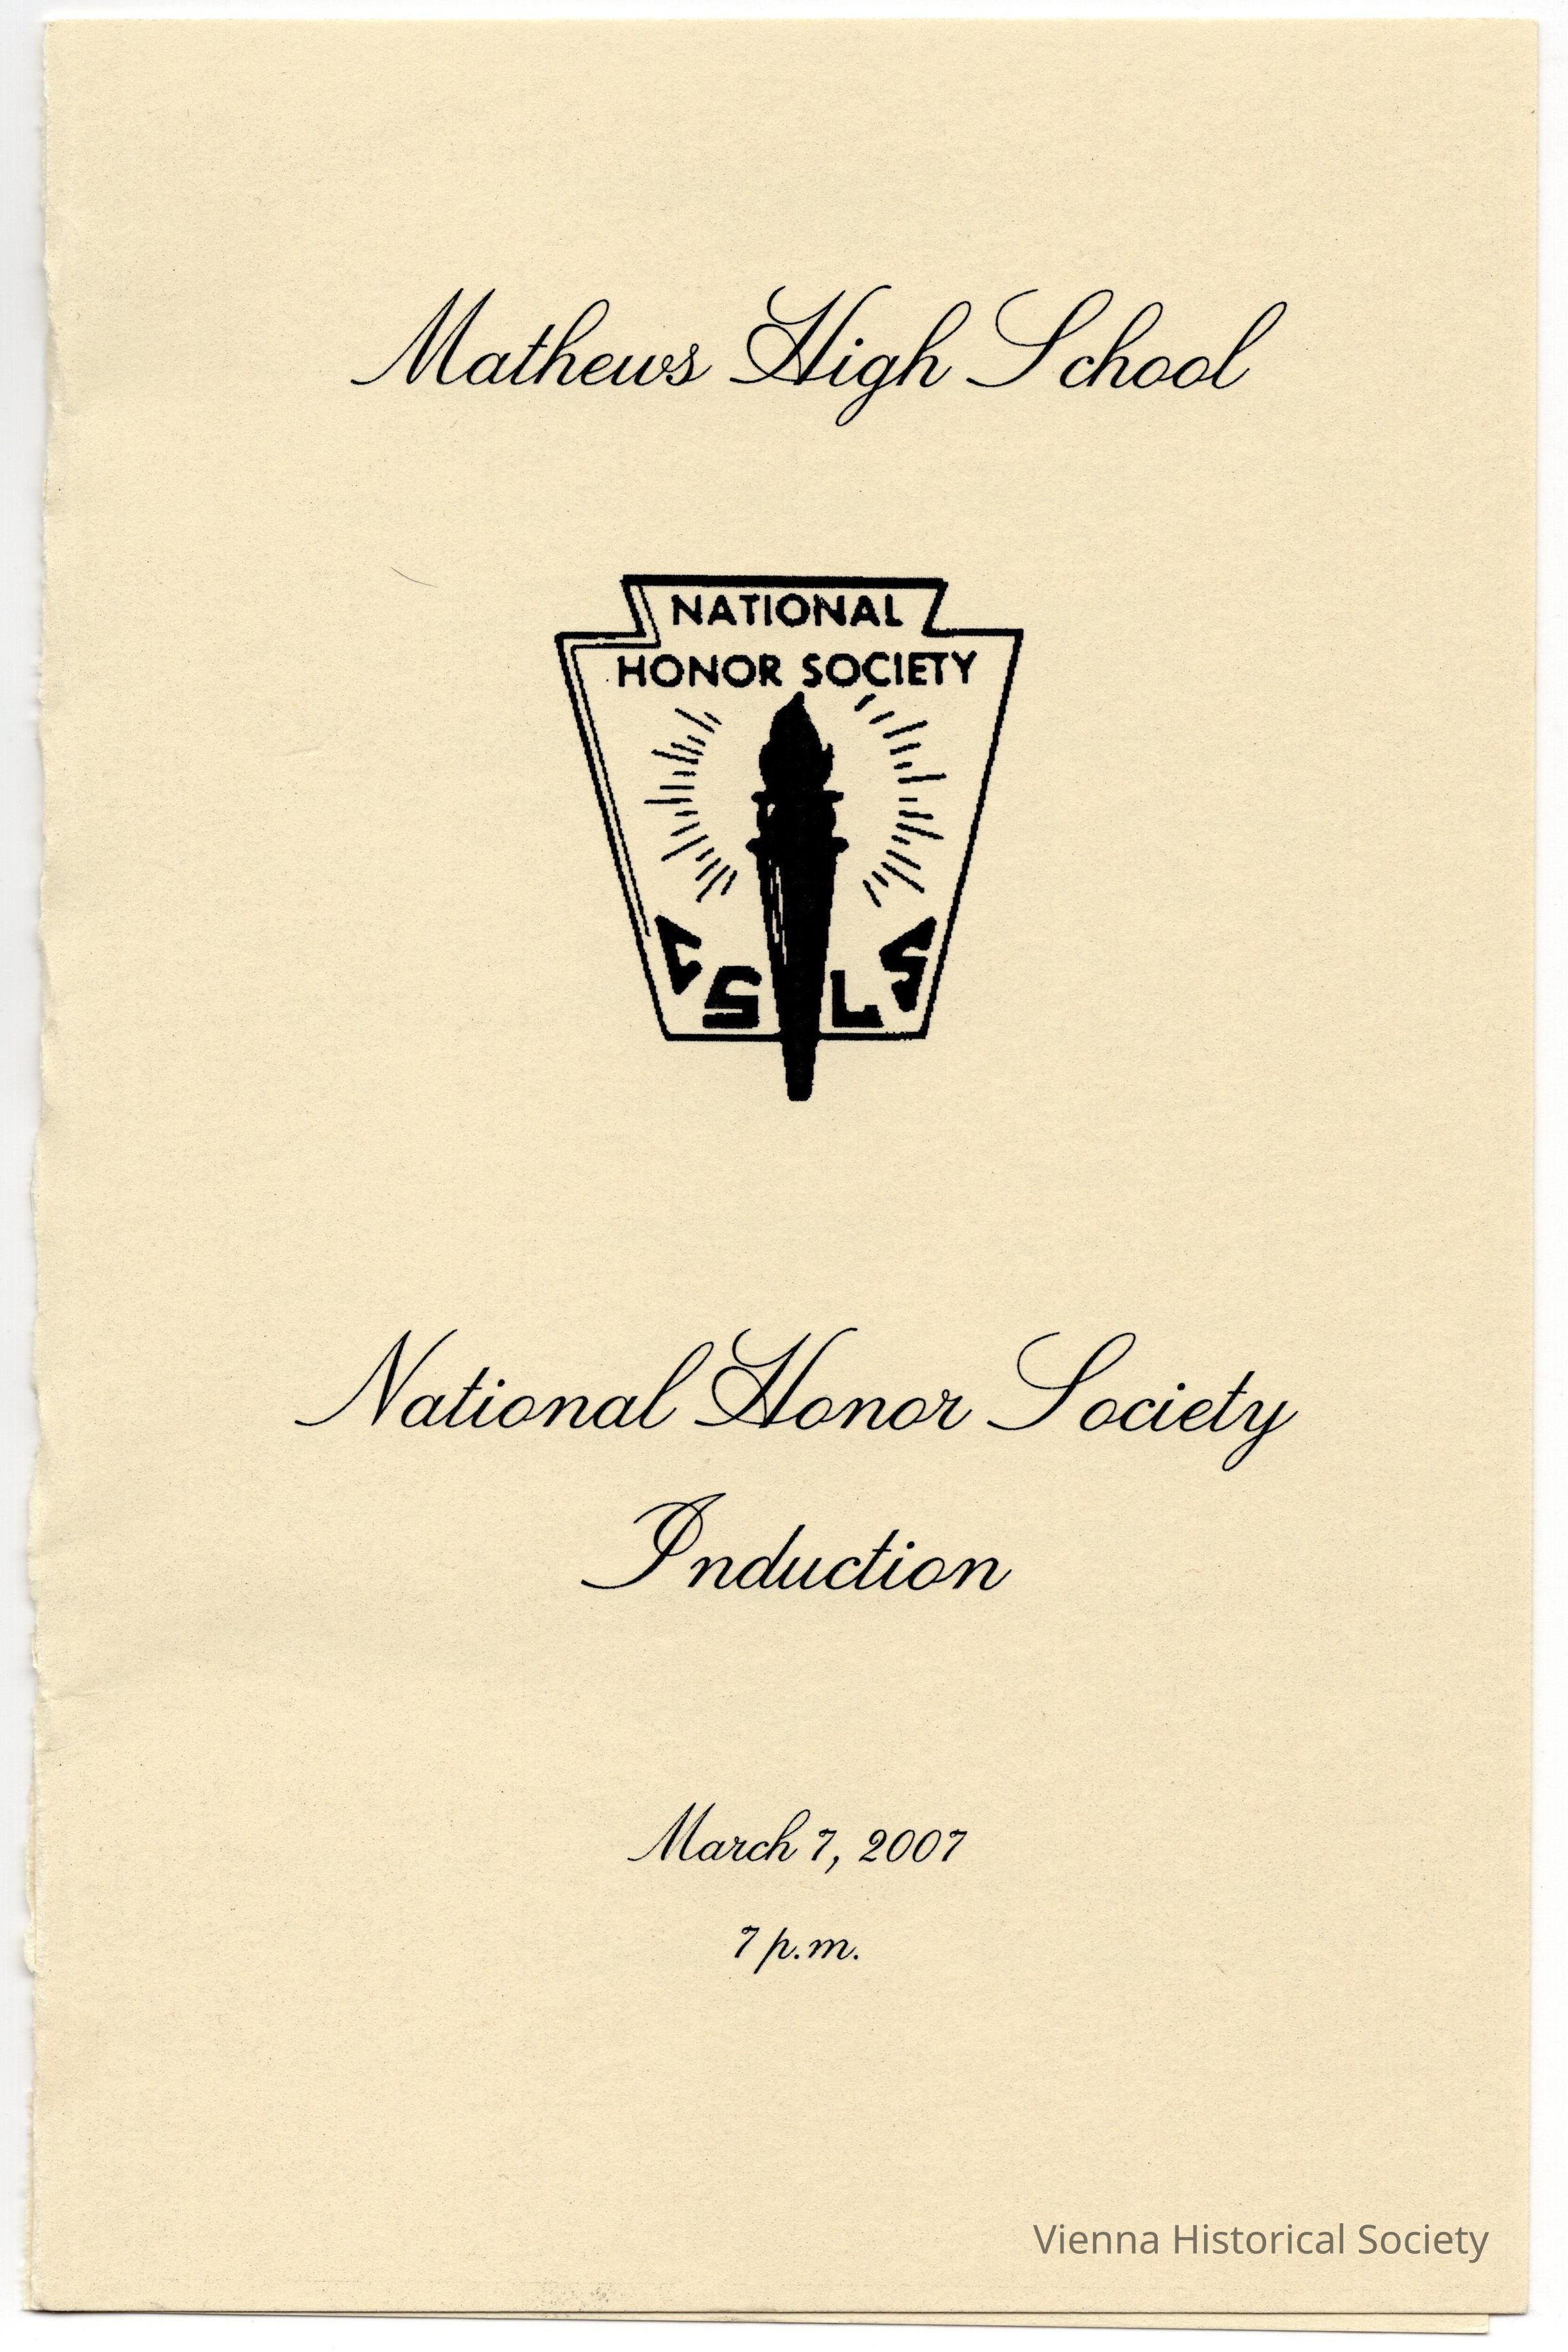 Mathews High School
NATIONAL
HONOR SOCIETY
C S L S
National Honor Society
Induction
March 7, 2007
7 p.m.
Vienna Historical Society